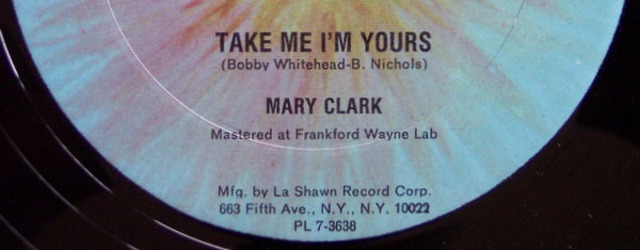 TAKE ME I'M YOURS
(Bobby Whitehead-B. Nichols)
MARY CLARK
Mastered at Frankford Wayne Lab
Mfg. by La Shawn Record Corp.
663 Fifth Ave., N.Y., N.Y. 10022
PL 7-3638